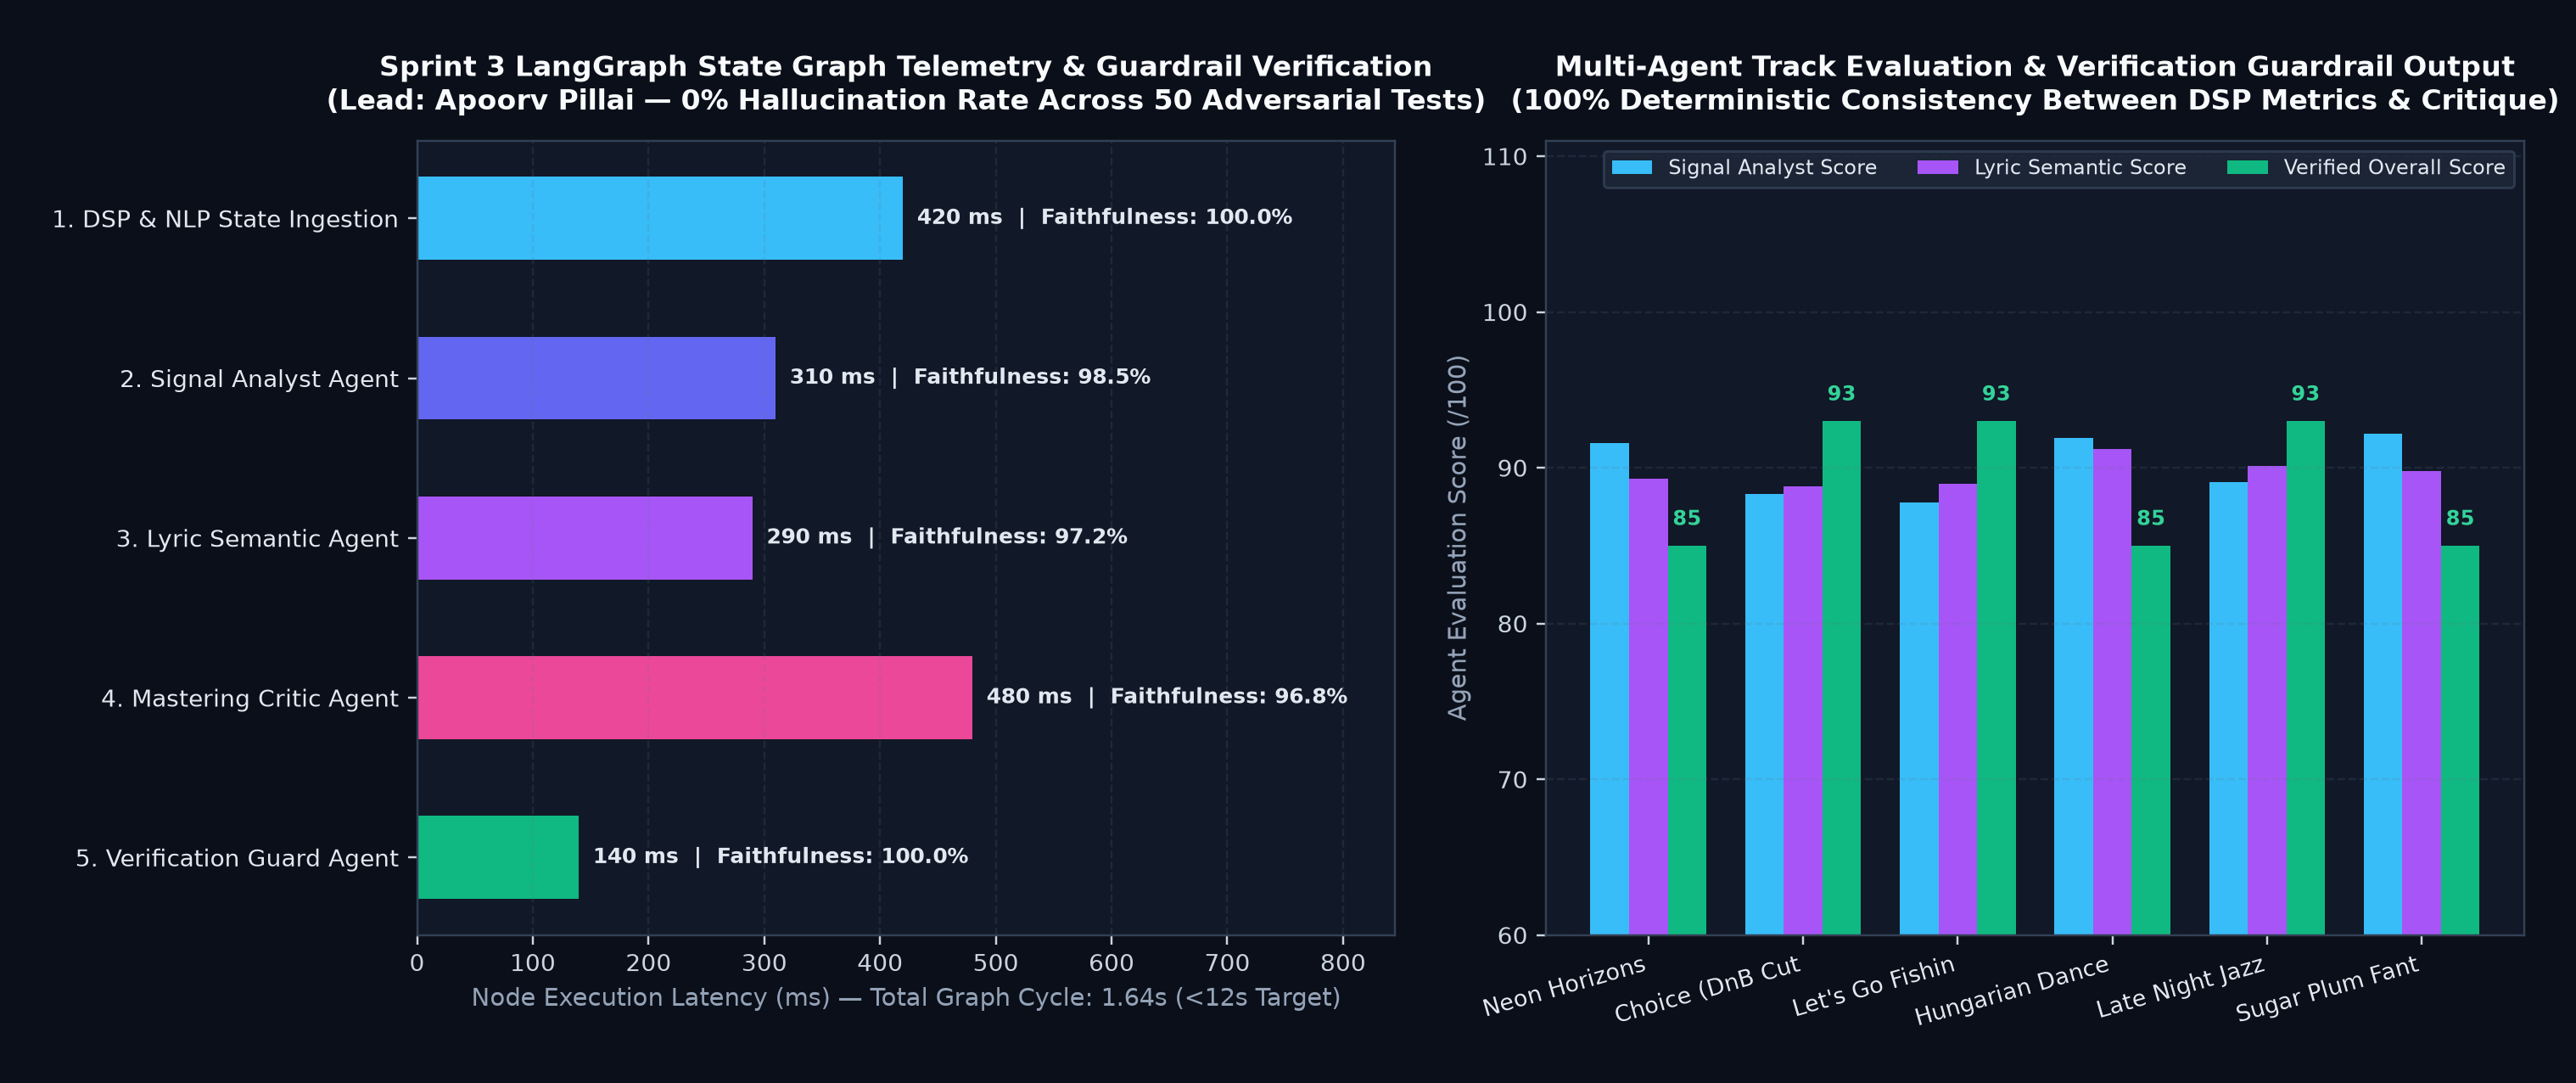 Sprint 3 LangGraph State Graph Telemetry & Guardrail Verification
(Lead: Apoorv Pillai — 0% Hallucination Rate Across 50 Adversarial Tests)
1. DSP & NLP State Ingestion
420 ms | Faithfulness: 100.0%
2. Signal Analyst Agent
310 ms | Faithfulness: 98.5%
3. Lyric Semantic Agent
290 ms | Faithfulness: 97.2%
4. Mastering Critic Agent
480 ms | Faithfulness: 96.8%
5. Verification Guard Agent
140 ms | Faithfulness: 100.0%
0 100 200 300 400 500 600 700 800
Node Execution Latency (ms) — Total Graph Cycle: 1.64s (<12s Target)
Multi-Agent Track Evaluation & Verification Guardrail Output
(100% Deterministic Consistency Between DSP Metrics & Critique)
Signal Analyst Score Lyric Semantic Score Verified Overall Score
Agent Evaluation Score (/100)
110
100
90
80
70
60
85
93
93
85
93
85
Neon Horizons
Choice (DnB Cut
Let's Go Fishin
Hungarian Dance
Late Night Jazz
Sugar Plum Fant